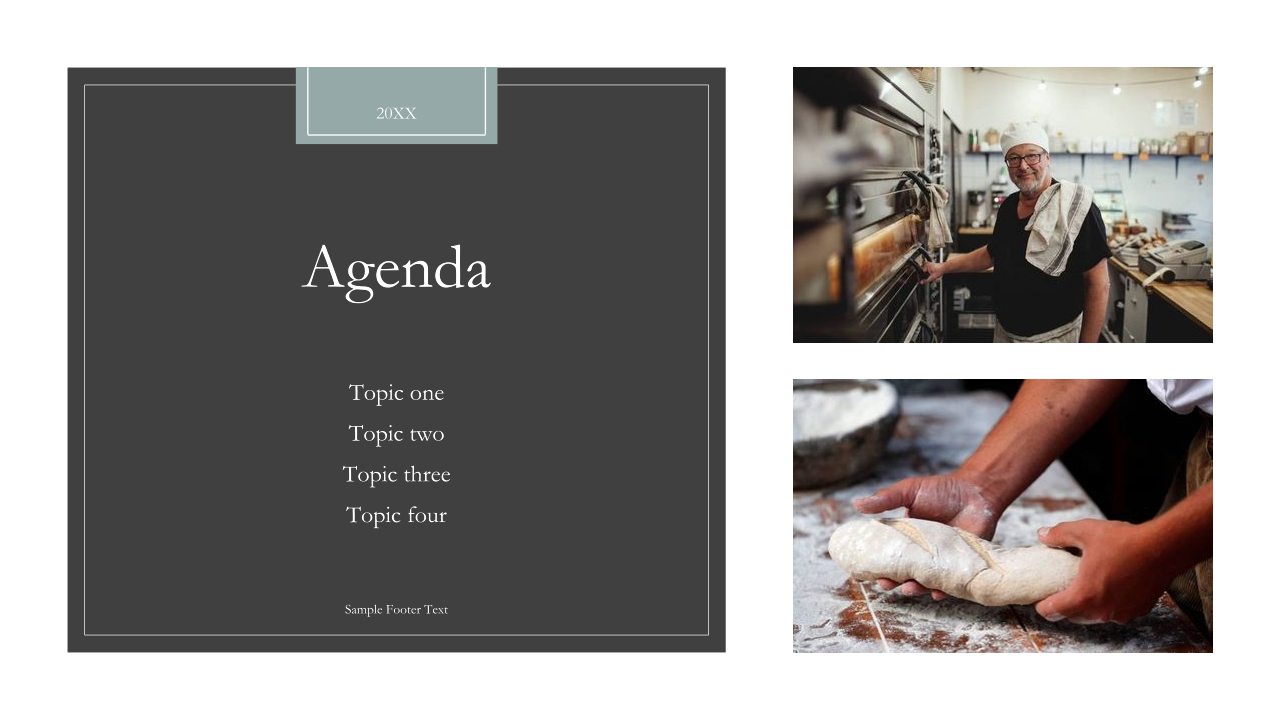 20XX
Agenda
Topic one
Topic two
Topic three
Topic four
Sample Footer Text